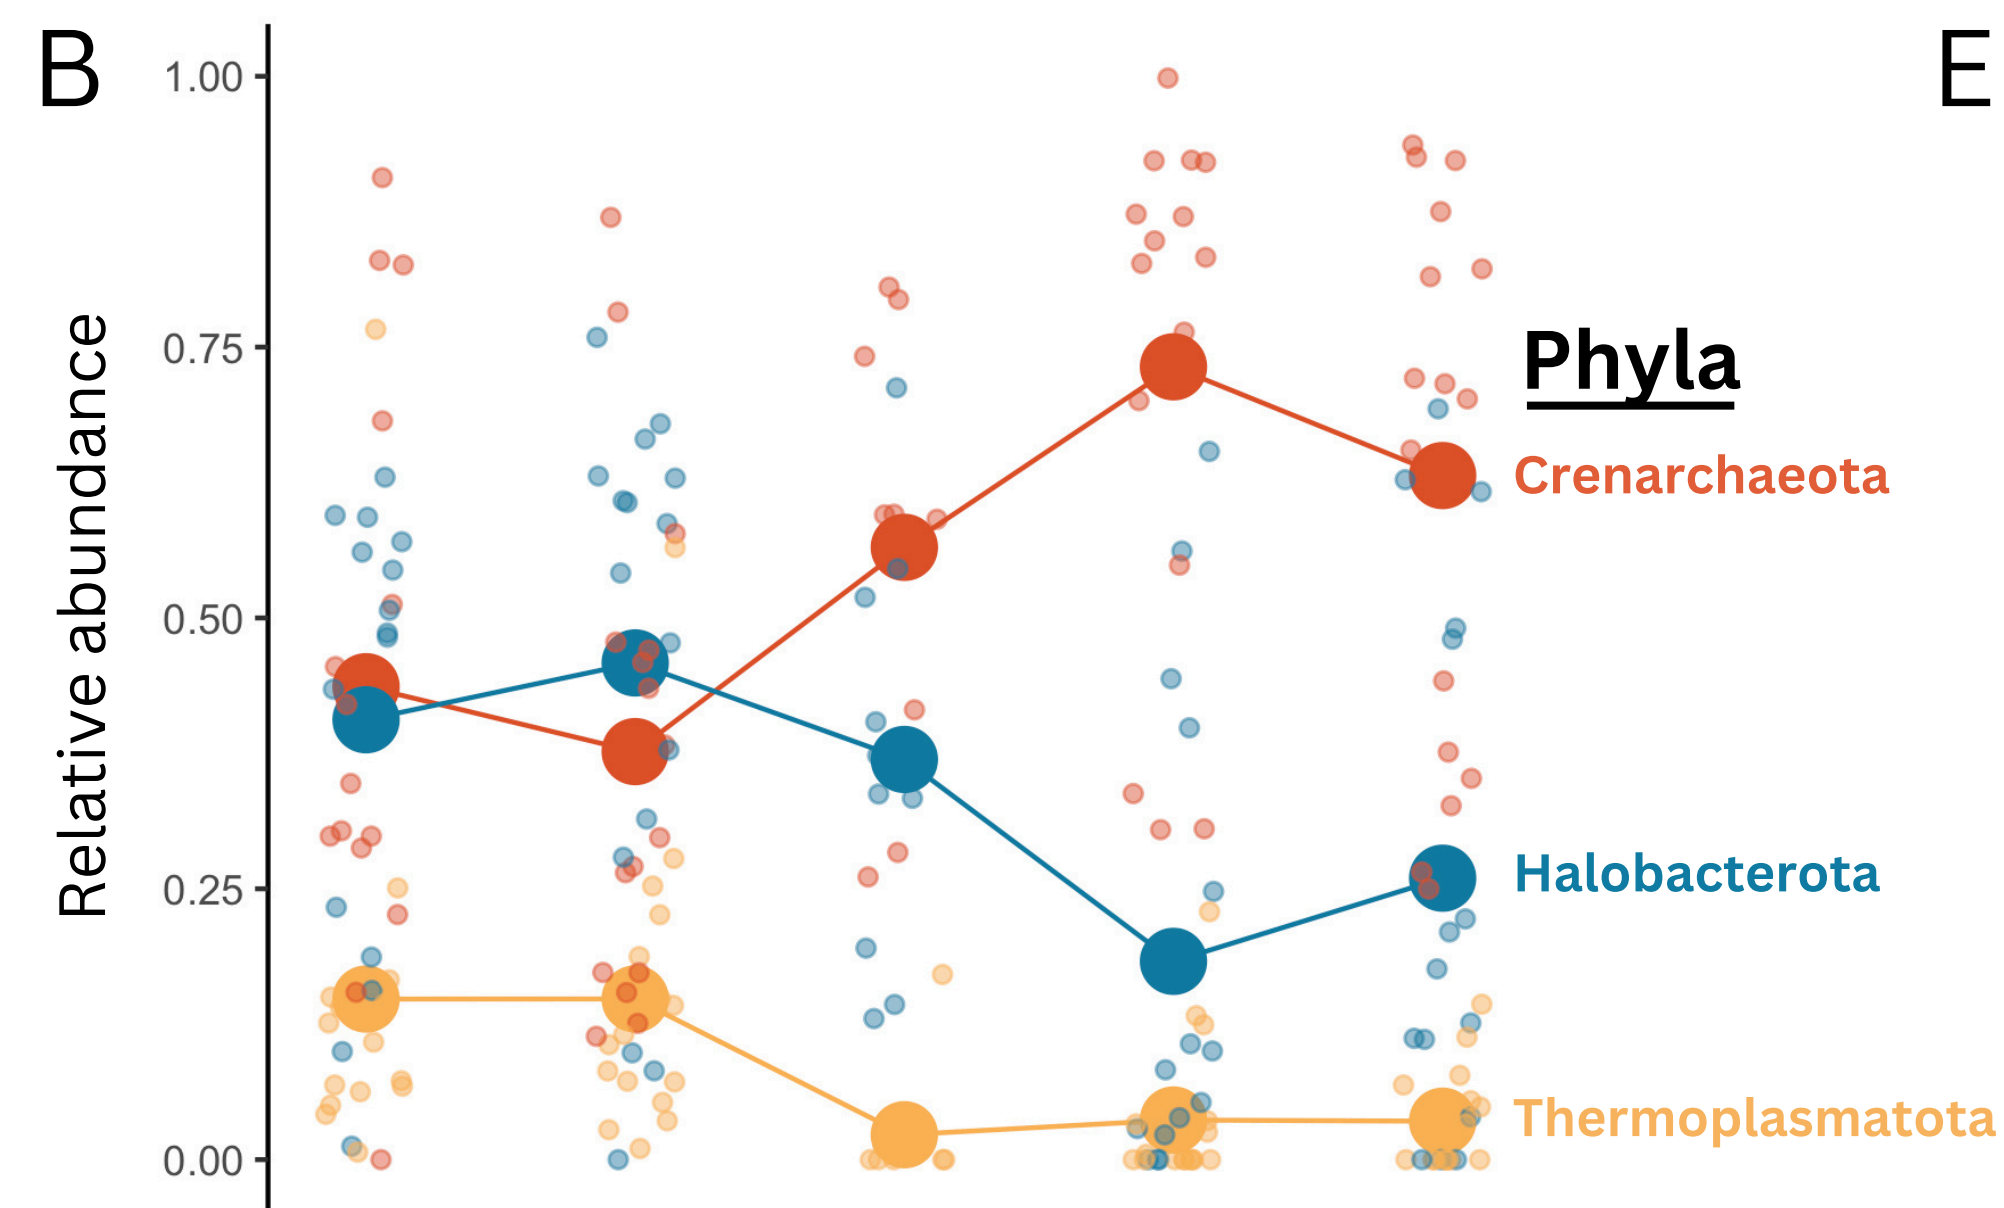 B
E
1.00
0.75
0.50
0.25
0.00
Relative abundance
Phyla
Crenarchaeota
Halobacterota
Thermoplasmatota